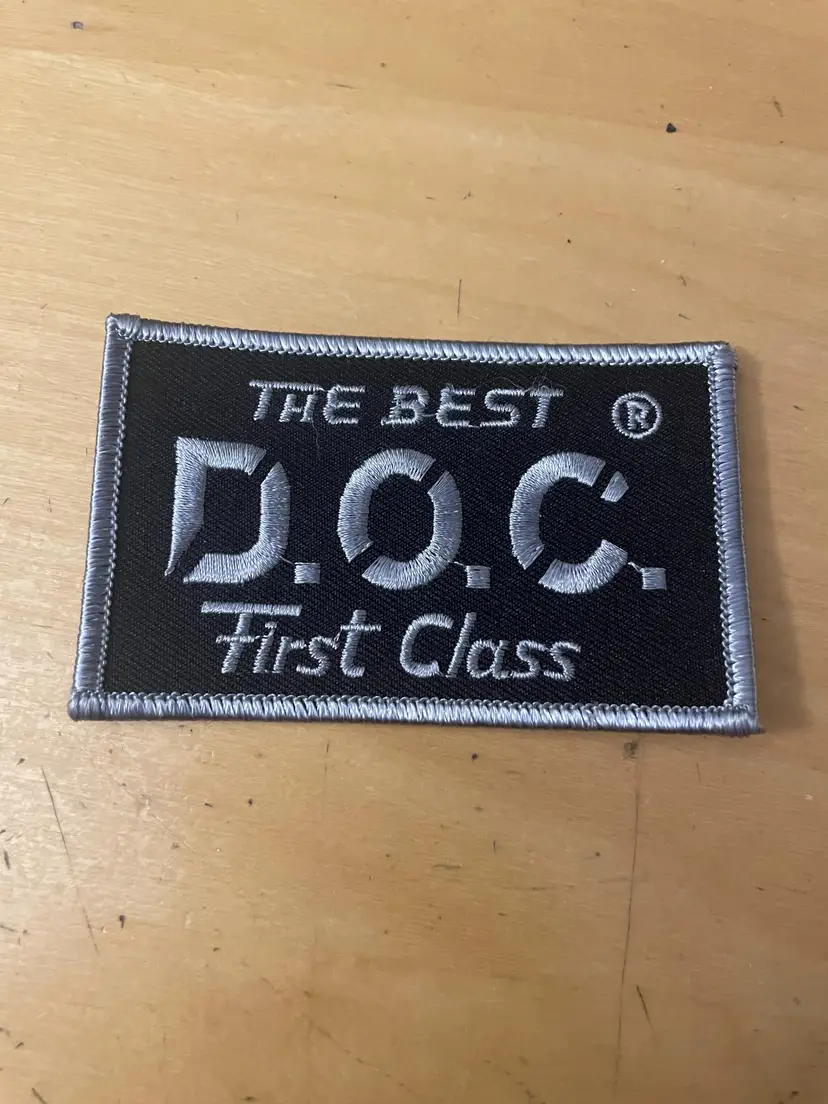 THE BEST ®
D.O.C.
First Class